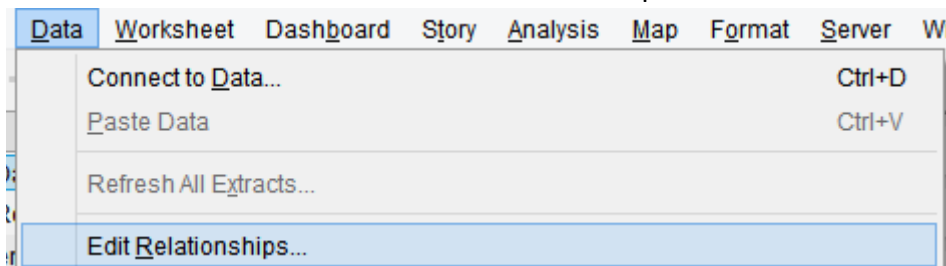 Data Worksheet Dashboard Story Analysis Map Format Server
Connect to Data... Ctrl+D
Paste Data Ctrl+V
Refresh All Extracts...
Edit Relationships...